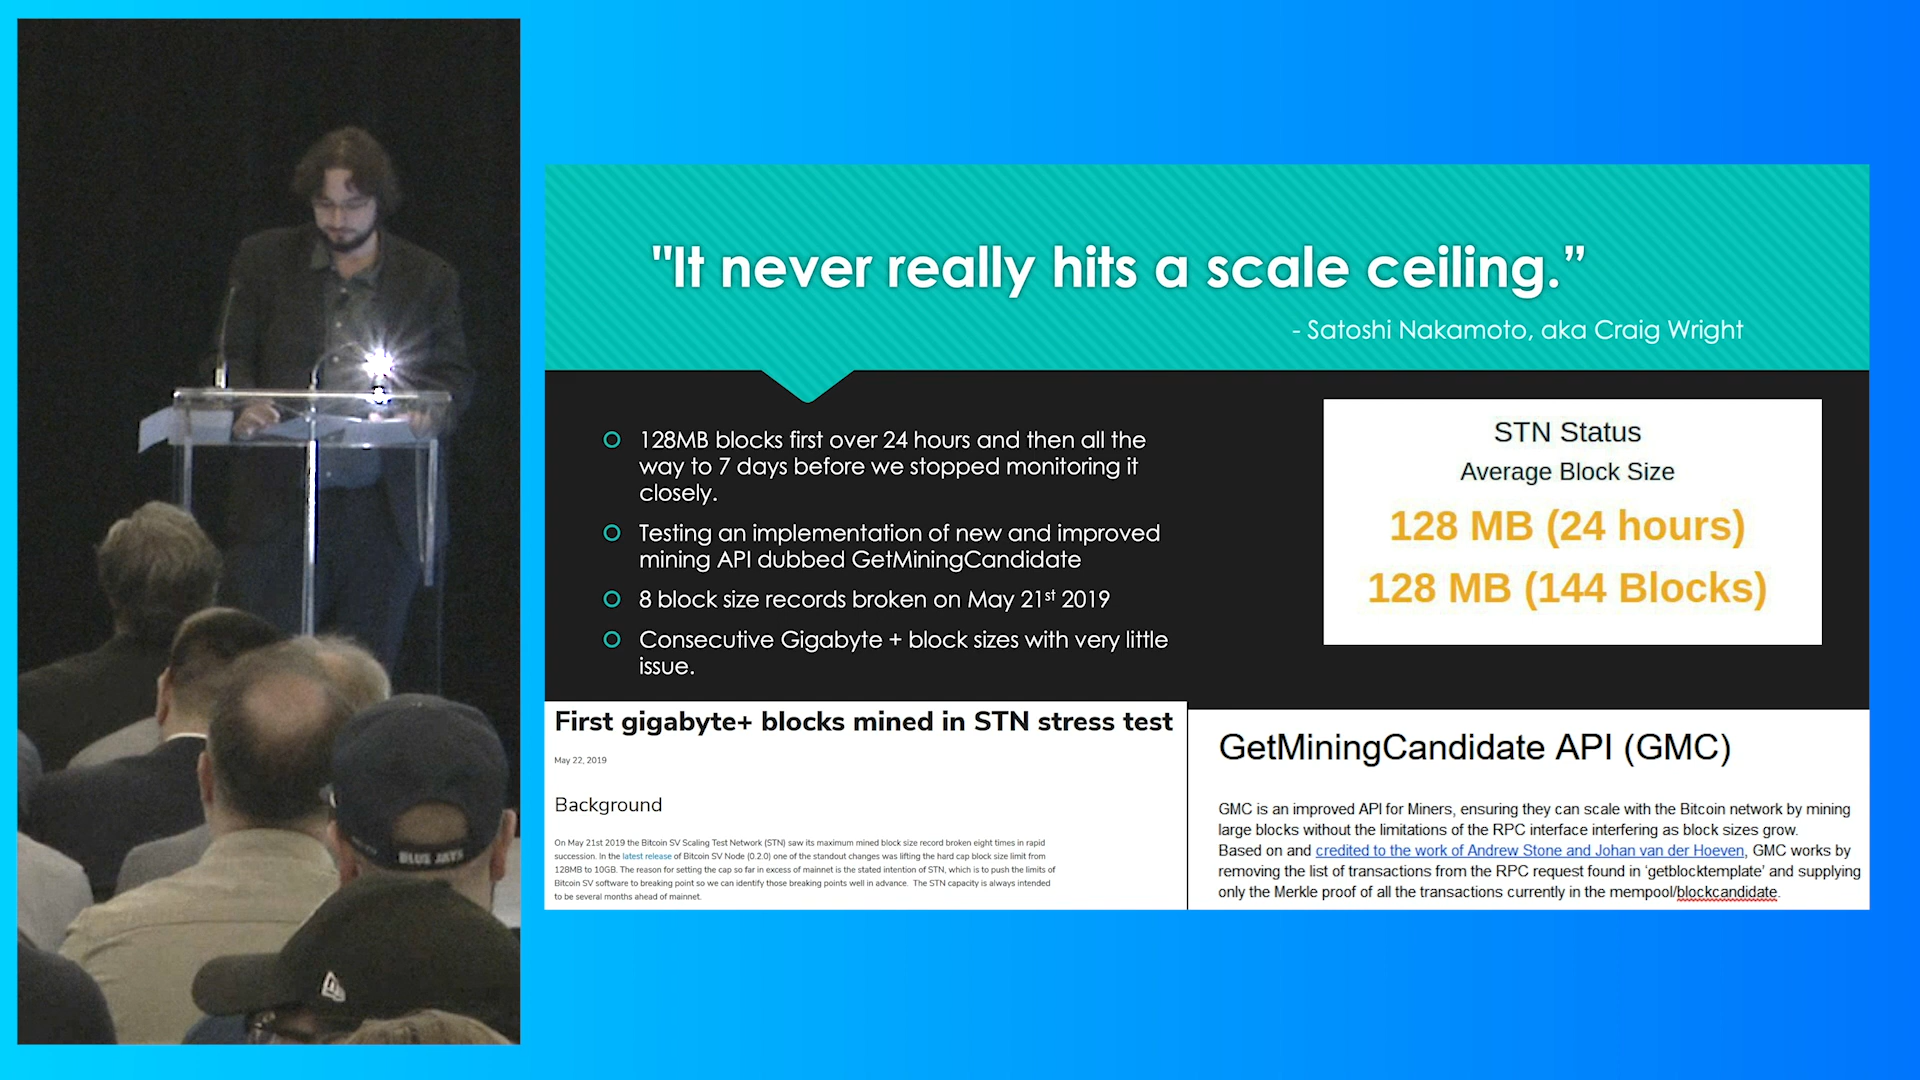 "It never really hits a scale ceiling.”
- Satoshi Nakamoto, aka Craig Wright
128MB blocks first over 24 hours and then all the
way to 7 days before we stopped monitoring it
closely.
Testing an implementation of new and improved
mining API dubbed GetMiningCandidate
8 block size records broken on May 21st 2019
Consecutive Gigabyte + block sizes with very little
issue.
STN Status
Average Block Size
128 MB (24 hours)
128 MB (144 Blocks)
First gigabyte+ blocks mined in STN stress test
May 22, 2019
Background
On May 21st 2019 the Bitcoin SV Scaling Test Network (STN) saw its maximum mined block size record broken eight times in rapid
succession. In the latest release of Bitcoin SV Node (0.2.0) one of the standout changes was lifting the hard cap block size limit from
128MB to 10GB. The reason for setting the cap so far in excess of mainnet is the stated intention of STN, which is to push the limits of
Bitcoin SV software to breaking point so we can identify those breaking points well in advance. The STN capacity is always intended
to be several months ahead of mainnet.
GetMiningCandidate API (GMC)
GMC is an improved API for Miners, ensuring they can scale with the Bitcoin network by mining
large blocks without the limitations of the RPC interface interfering as block sizes grow.
Based on and credited to the work of Andrew Stone and Johan van der Hoeven, GMC works by
removing the list of transactions from the RPC request found in ‘getblocktemplate’ and supplying
only the Merkle proof of all the transactions currently in the mempool/blockcandidate.
BLUE JAYS